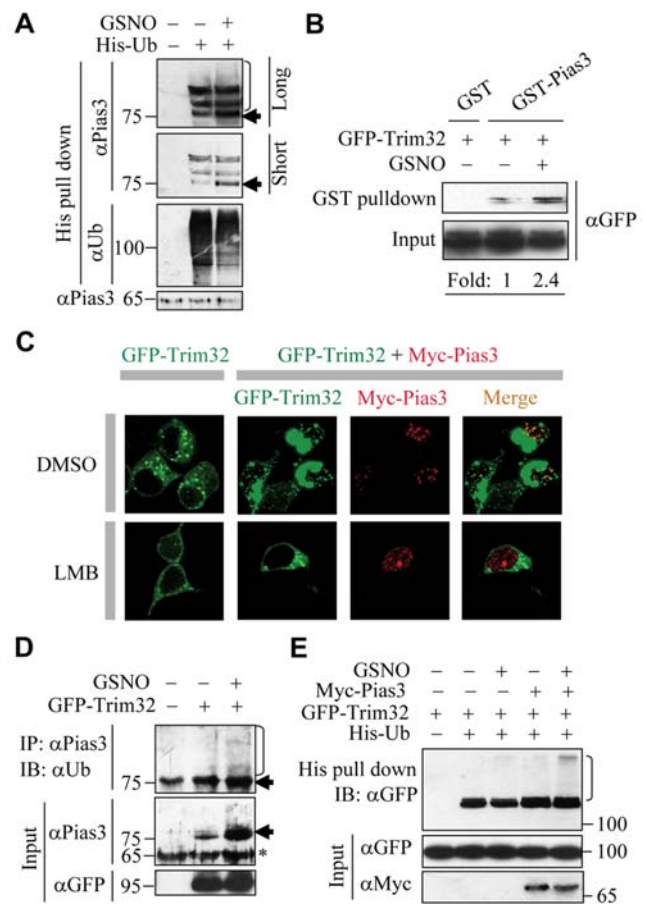 A
GSNO − − +
His-Ub − + +
His pull down
αPias3
75
Long
75
Short
αUb
100
αPias3 65
B
GST GST-Pias3
GFP-Trim32 + + +
GSNO − − +
GST pulldown
Input
αGFP
Fold: 1 2.4
C
GFP-Trim32 GFP-Trim32 + Myc-Pias3
GFP-Trim32 Myc-Pias3 Merge
DMSO
LMB
D
GSNO − − +
GFP-Trim32 − + +
IP: αPias3
IB: αUb
75
Input
αPias3
75
65 *
αGFP 95
E
GSNO − − + − +
Myc-Pias3 − − − + +
GFP-Trim32 + + + + +
His-Ub − + + + +
His pull down
IB: αGFP
100
Input
αGFP 100
αMyc 65